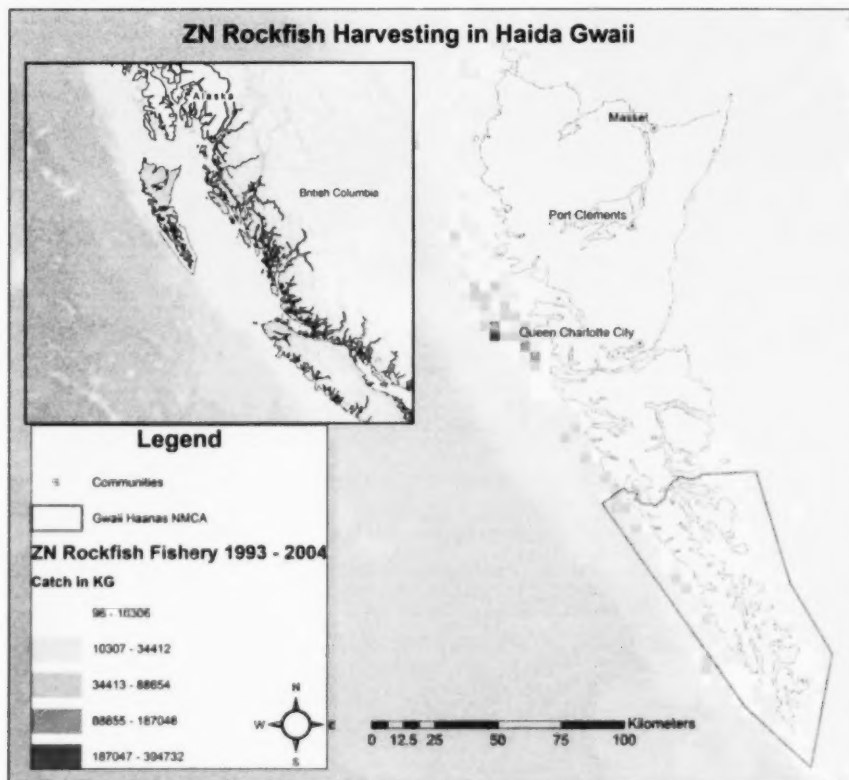 ZN Rockfish Harvesting in Haida Gwaii
Alaska
British Columbia
Masset
Port Clements
Queen Charlotte City
Legend
Communities
Gwaii Haanas NMCA
ZN Rockfish Fishery 1993 - 2004
Catch in KG
96 - 10306
10307 - 34412
34413 - 88654
88655 - 187046
187047 - 394732
N
W
E
S
Kilometers
0 12.5 25 50 75 100